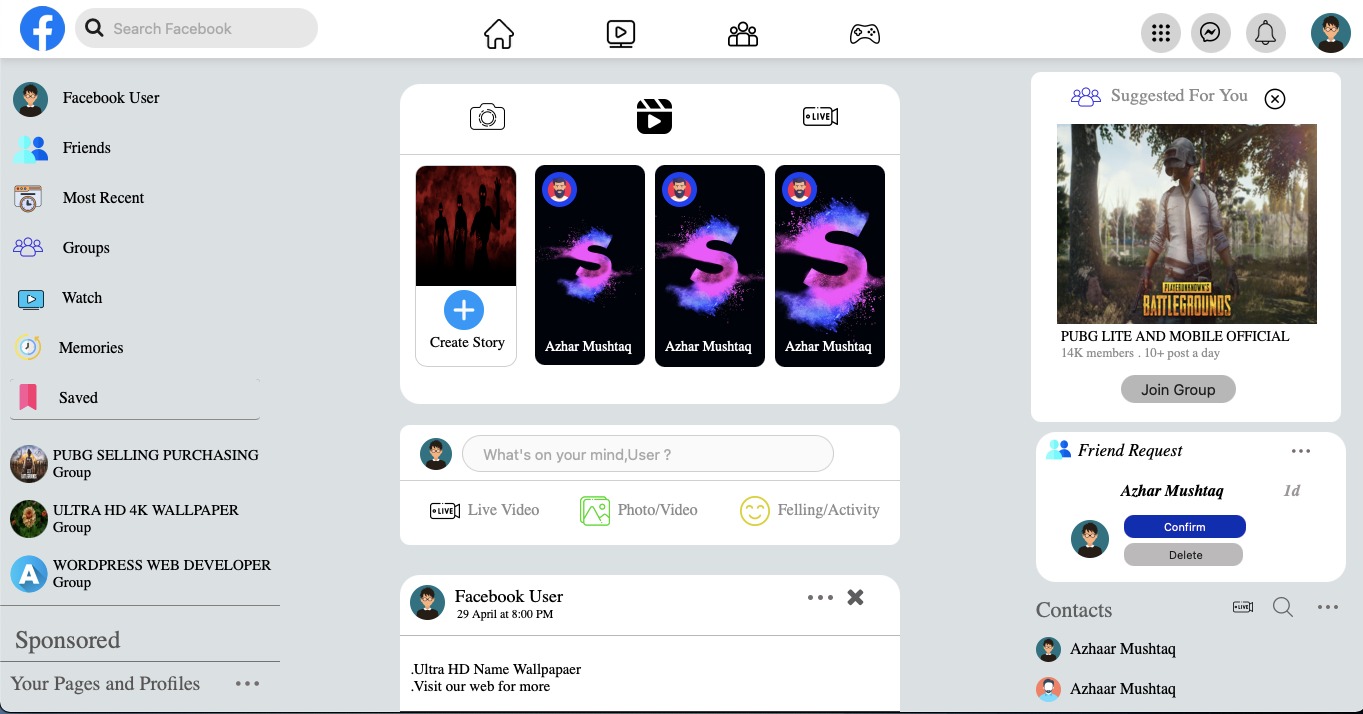 Search Facebook
Facebook User
Friends
Most Recent
Groups
Watch
Memories
Saved
PUBG SELLING PURCHASING
Group
ULTRA HD 4K WALLPAPER
Group
WORDPRESS WEB DEVELOPER
Group
Sponsored
Your Pages and Profiles
LIVE
Create Story
Azhar Mushtaq
Azhar Mushtaq
Azhar Mushtaq
What's on your mind,User ?
LIVE Live Video
Photo/Video
Felling/Activity
Facebook User
29 April at 8:00 PM
.Ultra HD Name Wallpapaer
.Visit our web for more
Suggested For You
PLAYERUNKNOWN'S
BATTLEGROUNDS
PUBG LITE AND MOBILE OFFICIAL
14K members . 10+ post a day
Join Group
Friend Request
Azhar Mushtaq 1d
Confirm
Delete
Contacts LIVE
Azhaar Mushtaq
Azhaar Mushtaq